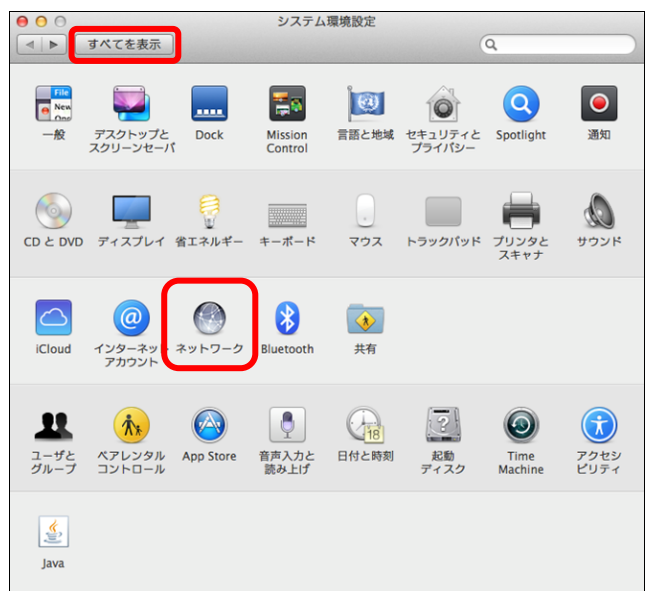 システム環境設定
すべてを表示
File
New
One
一般
デスクトップと
スクリーンセーバ
Dock
Mission
Control
言語と地域
セキュリティと
プライバシー
Spotlight
通知
CD と DVD
ディスプレイ
省エネルギー
キーボード
マウス
トラックパッド
プリンタと
スキャナ
サウンド
iCloud
インターネット
アカウント
ネットワーク
Bluetooth
共有
ユーザと
グループ
ペアレンタル
コントロール
App Store
音声入力と
読み上げ
18
日付と時刻
起動
ディスク
Time
Machine
アクセシ
ビリティ
Java